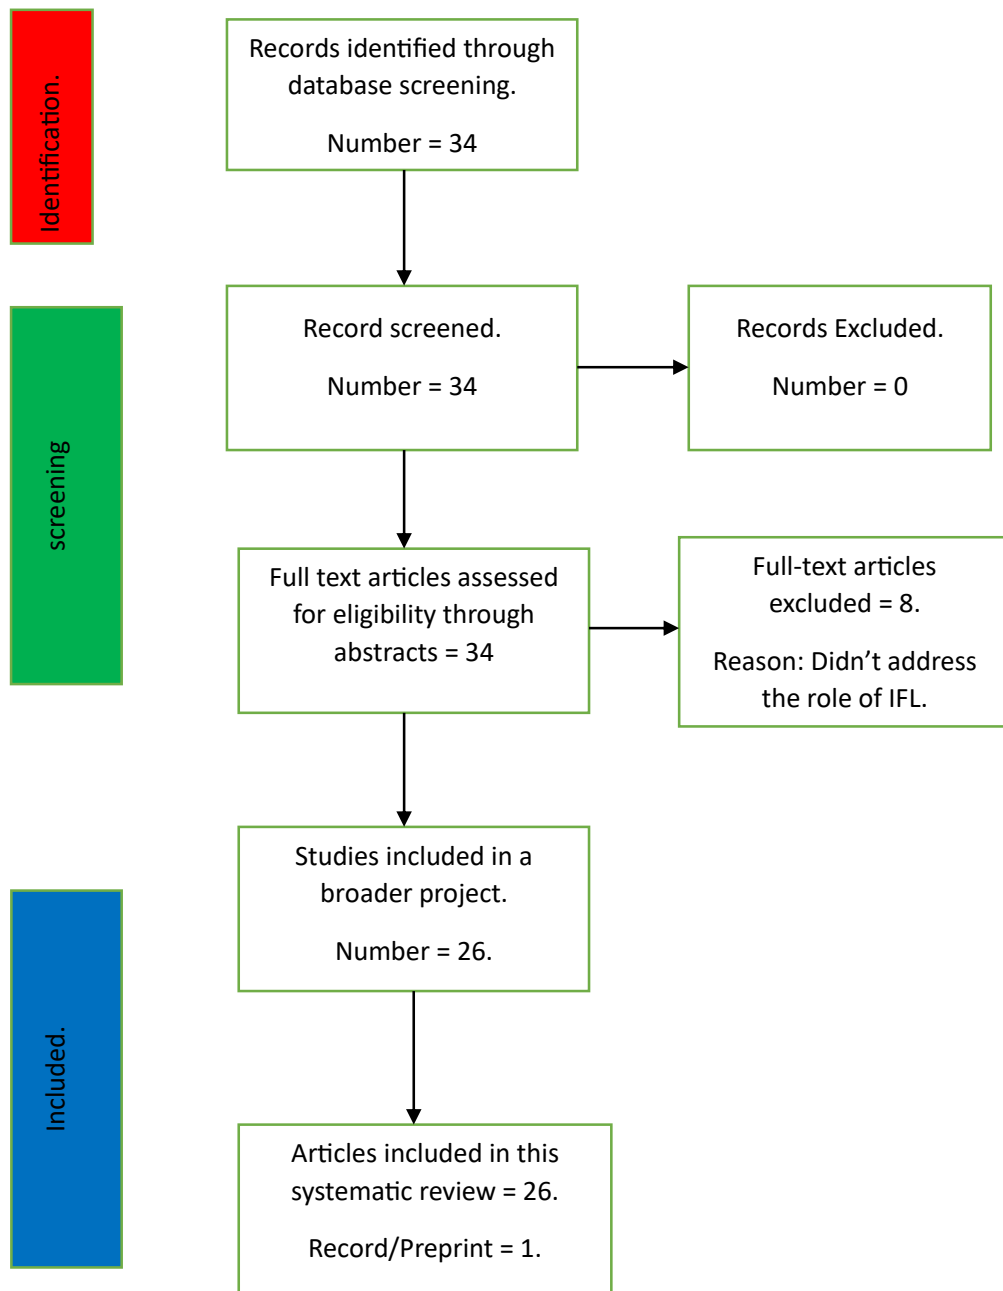 Identification.
Records identified through
database screening.
Number = 34
screening
Record screened.
Number = 34
Records Excluded.
Number = 0
Full text articles assessed
for eligibility through
abstracts = 34
Full-text articles
excluded = 8.
Reason: Didn’t address
the role of IFL.
Included.
Studies included in a
broader project.
Number = 26.
Articles included in this
systematic review = 26.
Record/Preprint = 1.